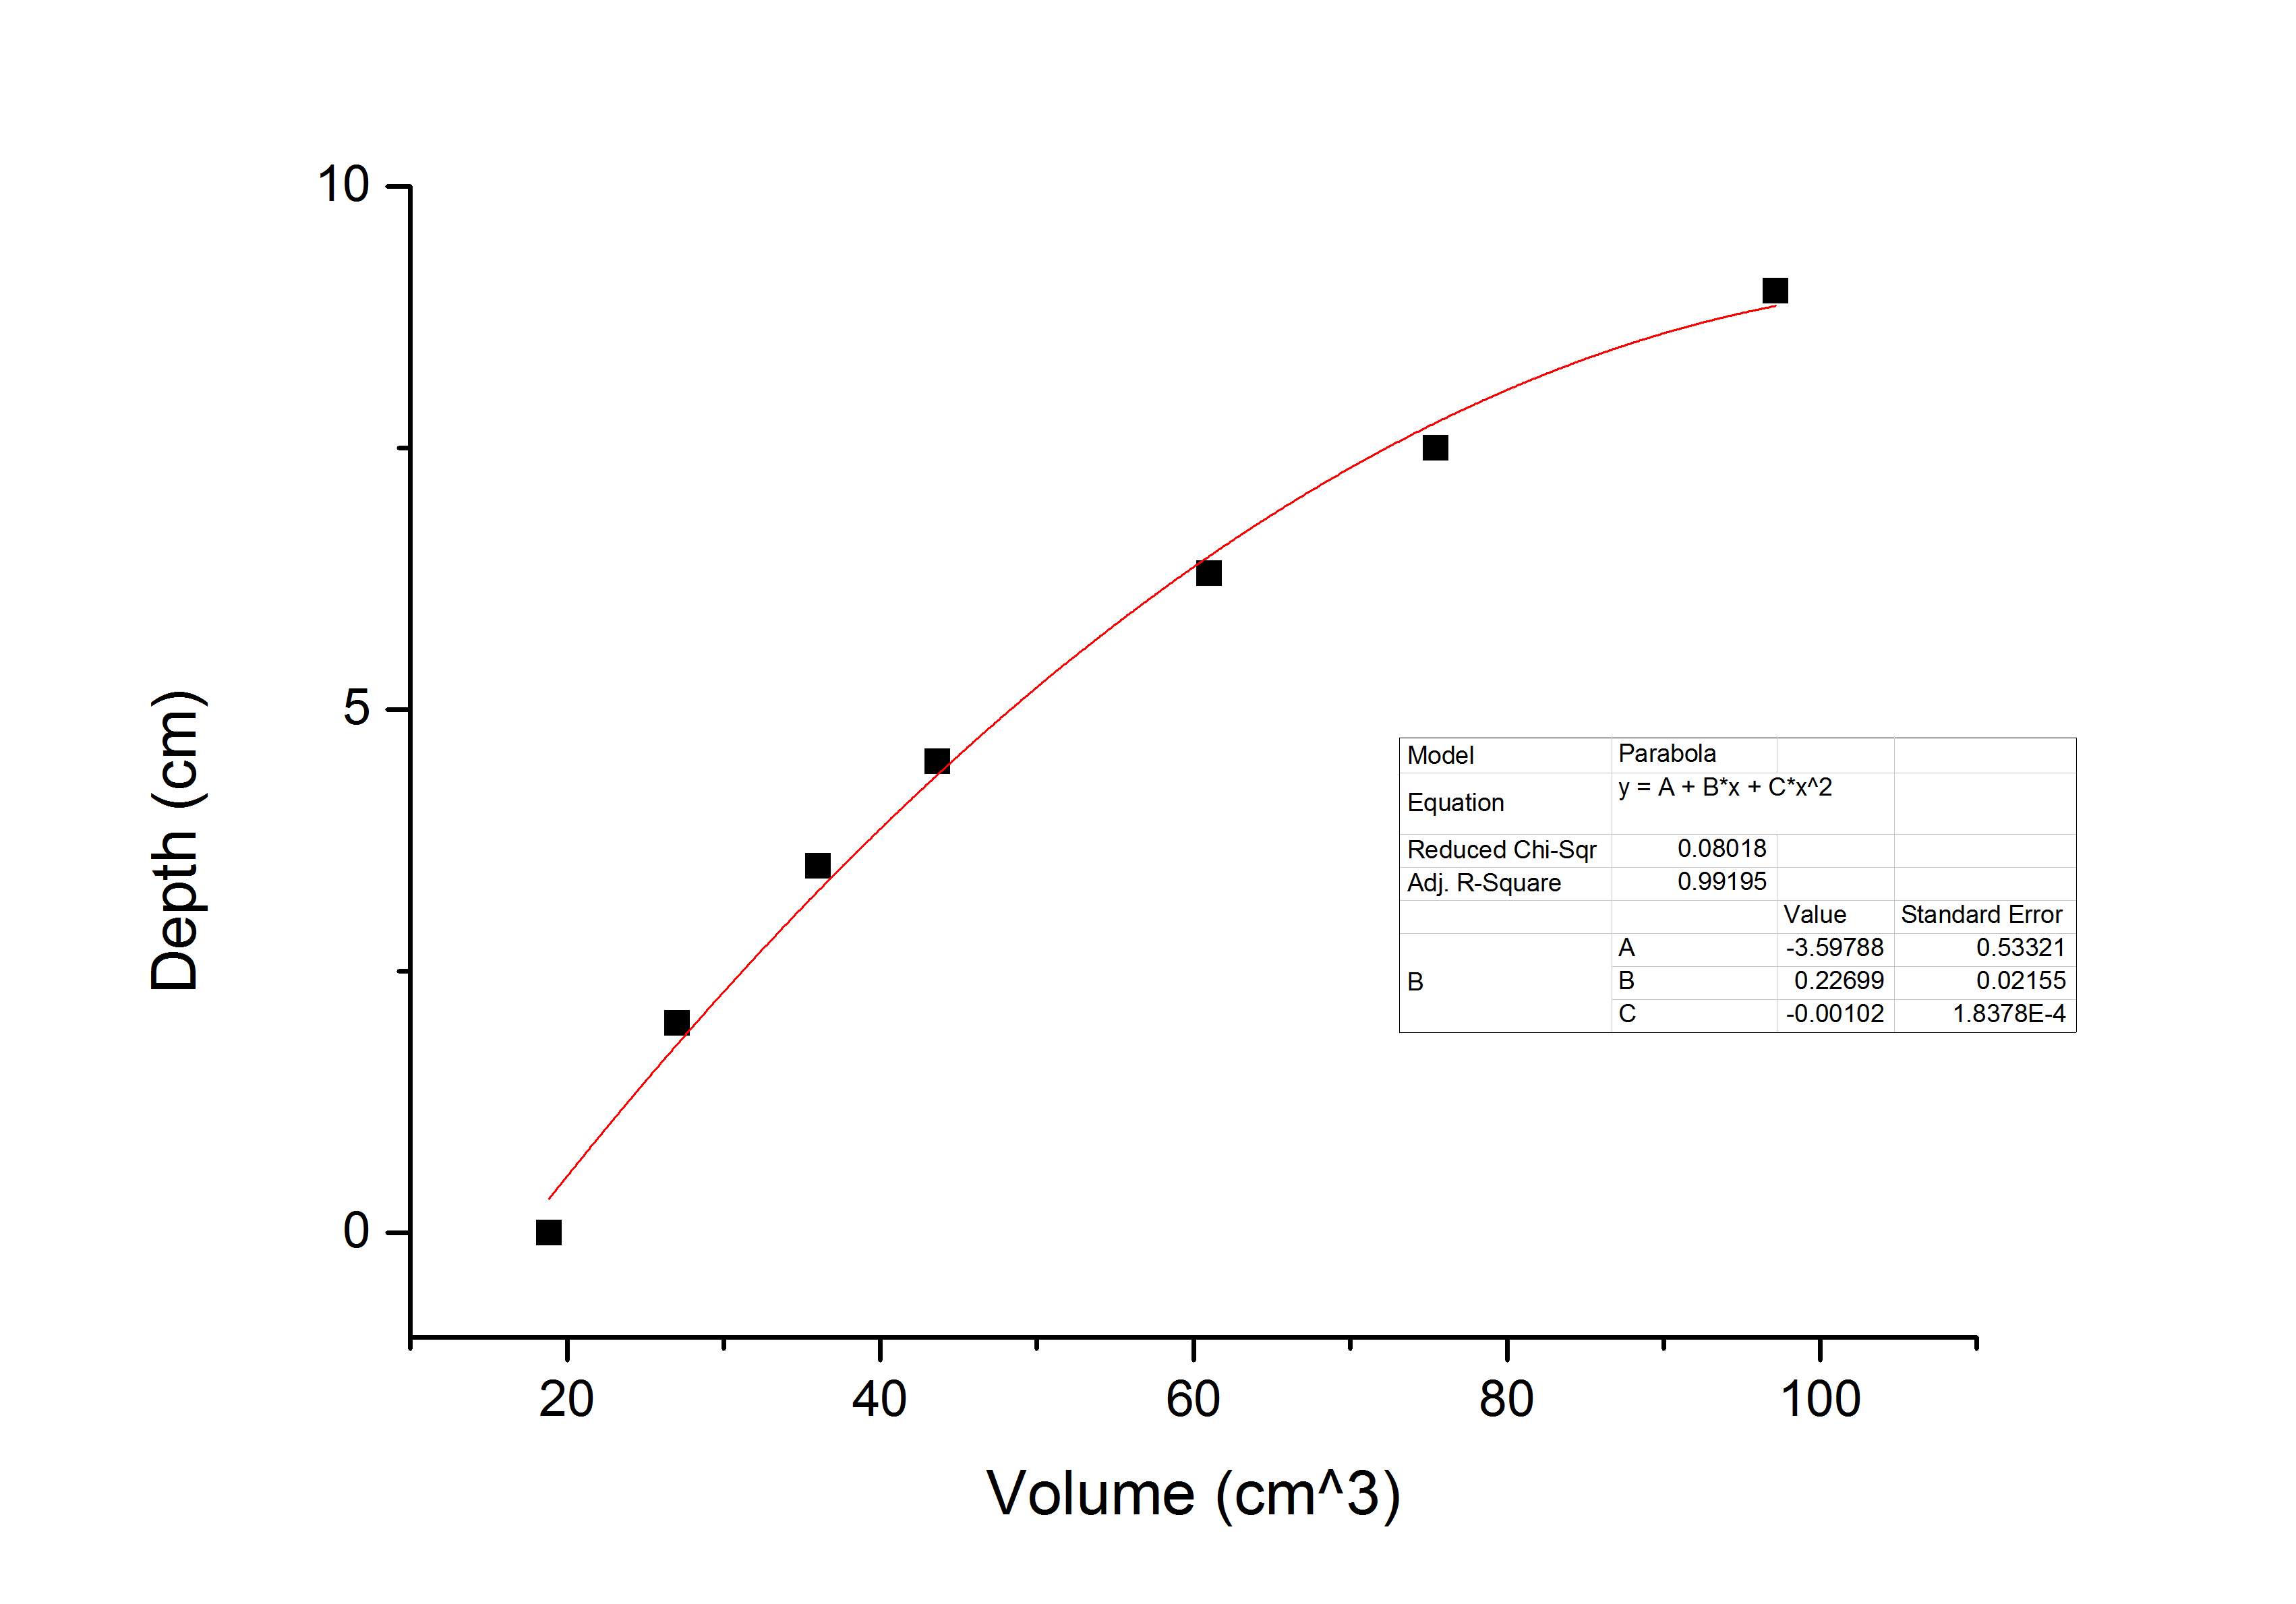 10
5
0
Depth (cm)
20 40 60 80 100
Volume (cm^3)
Model Parabola
Equation y = A + B*x + C*x^2
Reduced Chi-Sqr 0.08018
Adj. R-Square 0.99195
Value Standard Error
B A -3.59788 0.53321
B 0.22699 0.02155
C -0.00102 1.8378E-4